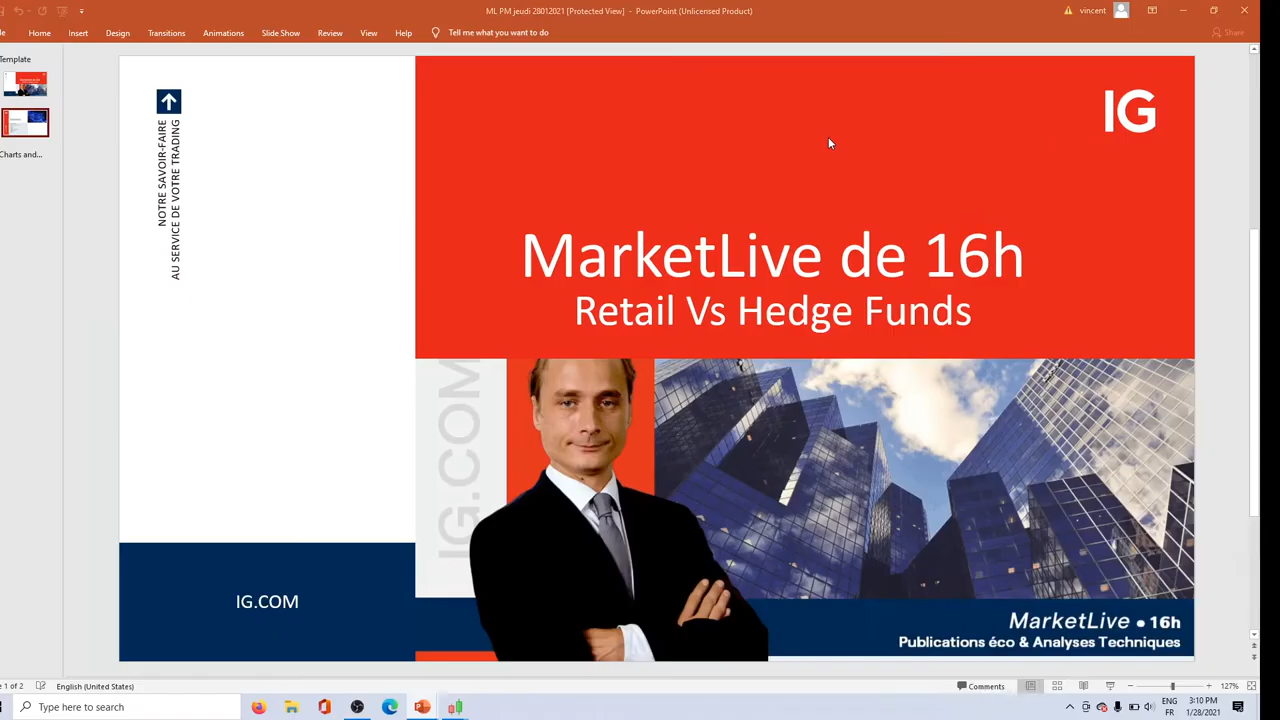 ML PM jeudi 28012021 [Protected View] - PowerPoint (Unlicensed Product)
vincent
Home Insert Design Transitions Animations Slide Show Review View Help Tell me what you want to do
Share
Template
Charts and...
NOTRE SAVOIR-FAIRE
AU SERVICE DE VOTRE TRADING
IG
MarketLive de 16h
Retail Vs Hedge Funds
IG.COM
IG.COM
MarketLive • 16h
Publications éco & Analyses Techniques
1 of 2 English (United States)
Comments
127%
Type here to search
ENG
FR
3:10 PM
1/28/2021